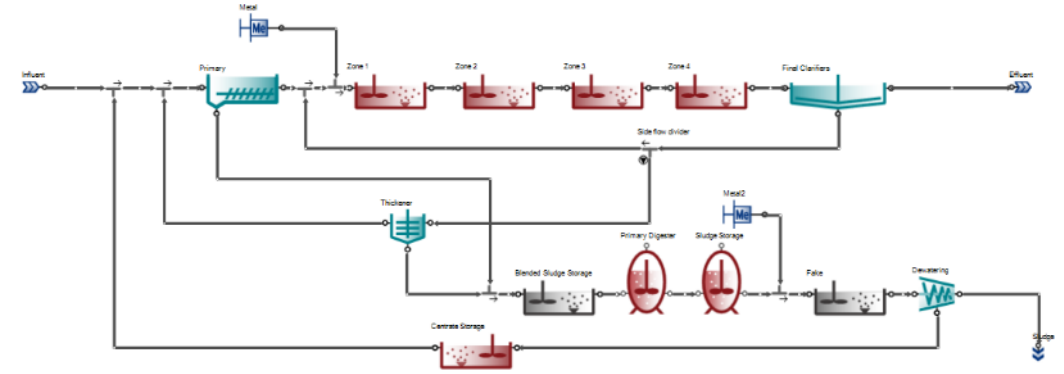 Metal
Me
Influent
Primary
Zone 1
Zone 2
Zone 3
Zone 4
Final Clarifiers
Effluent
Side flow divider
Thickener
Metal2
Me
Primary Digester
Sludge Storage
Blended Sludge Storage
Fake
Dewatering
Centrate Storage
Sludge